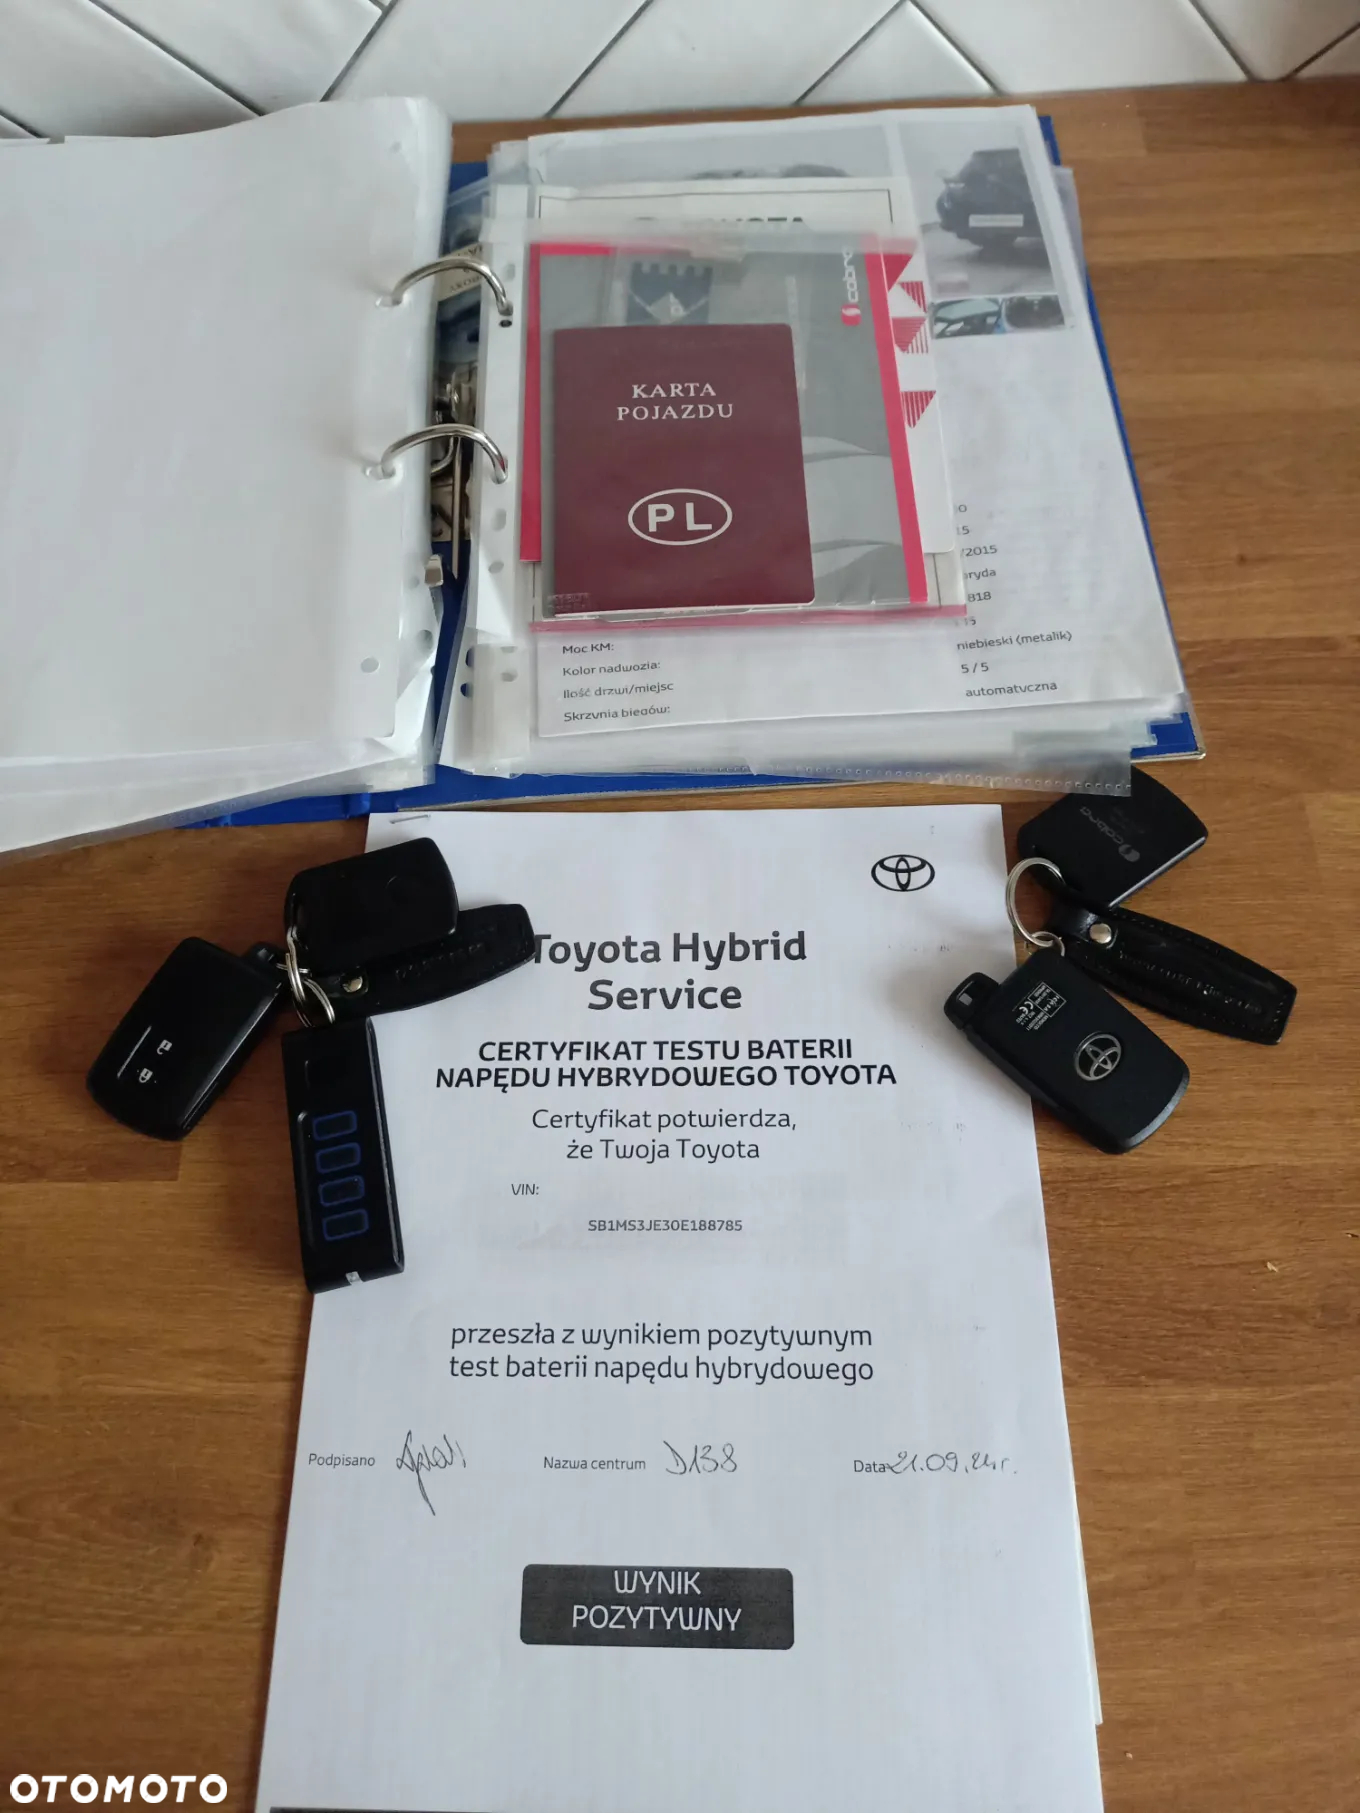 cobra
KARTA
POJAZDU
PL
/2015
818
Moc KM:
Kolor nadwozia:
niebieski (metalik)
Ilość drzwi/miejsc
5 / 5
Skrzynia biegów:
automatyczna
cobra
Toyota Hybrid
Service
CERTYFIKAT TESTU BATERII
NAPĘDU HYBRYDOWEGO TOYOTA
Certyfikat potwierdza,
że Twoja Toyota
VIN:
SB1MS3JE30E188785
przeszła z wynikiem pozytywnym
test baterii napędu hybrydowego
Podpisano
Nazwa centrum D138
Data 21.09.24r.
WYNIK
POZYTYWNY
OTOMOTO